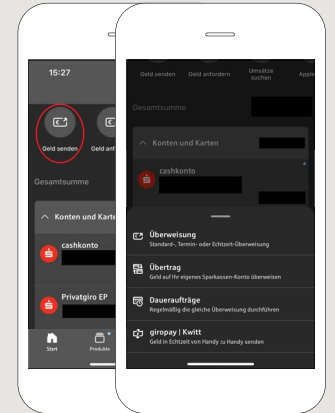 15:27
Geld senden
Geld anf
Gesamtsumme
Konten und Karte
cashkonto
Privatgiro EP
Start
Produkte
Geld senden
Geld anfordern
Umsätze
suchen
Apple
Gesamtsumme
Konten und Karten
cashkonto
Überweisung
Standard-, Termin- oder Echtzeit-Überweisung
Übertrag
Geld auf Ihr eigenes Sparkassen-Konto überweisen
Daueraufträge
Regelmäßig die gleiche Überweisung durchführen
giropay | Kwitt
Geld in Echtzeit von Handy zu Handy senden